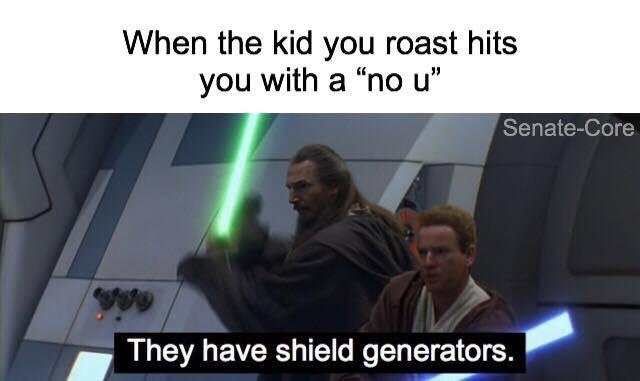 When the kid you roast hits
you with a “no u”
Senate-Core
They have shield generators.